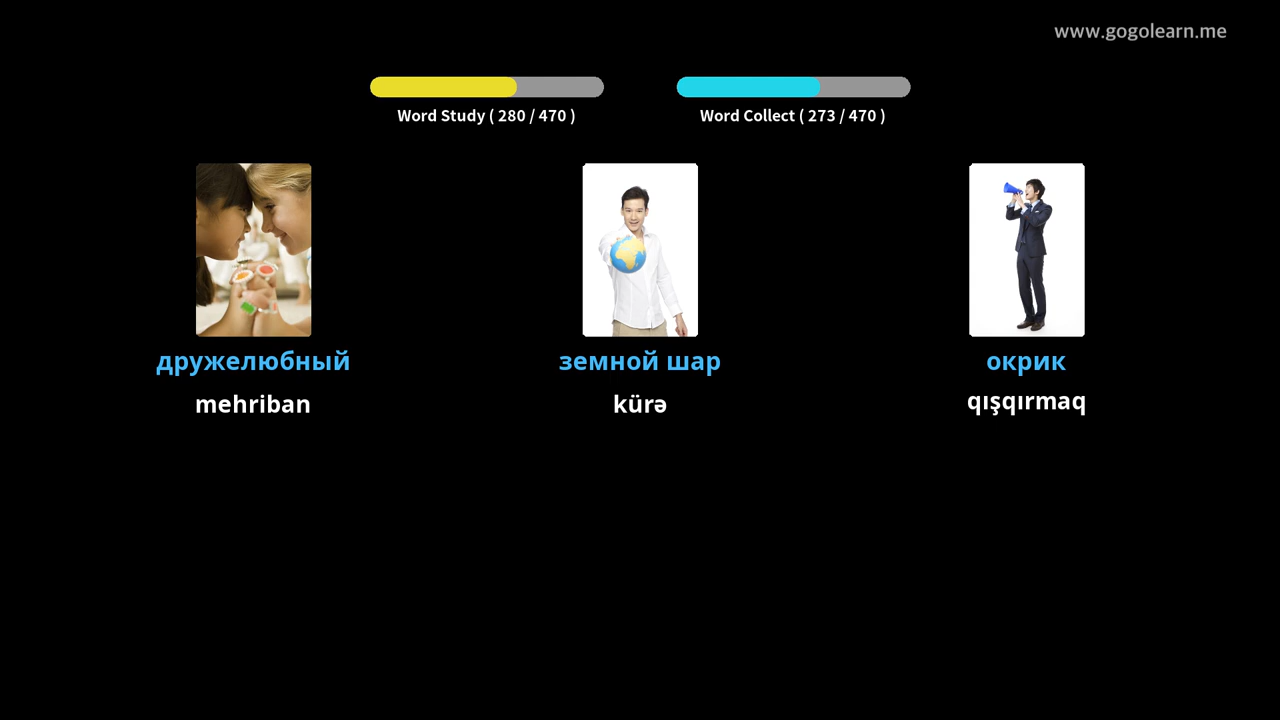 www.gogolearn.me
Word Study ( 280 / 470 )
Word Collect ( 273 / 470 )
дружелюбный
земной шар
окрик
mehriban
kürə
qışqırmaq